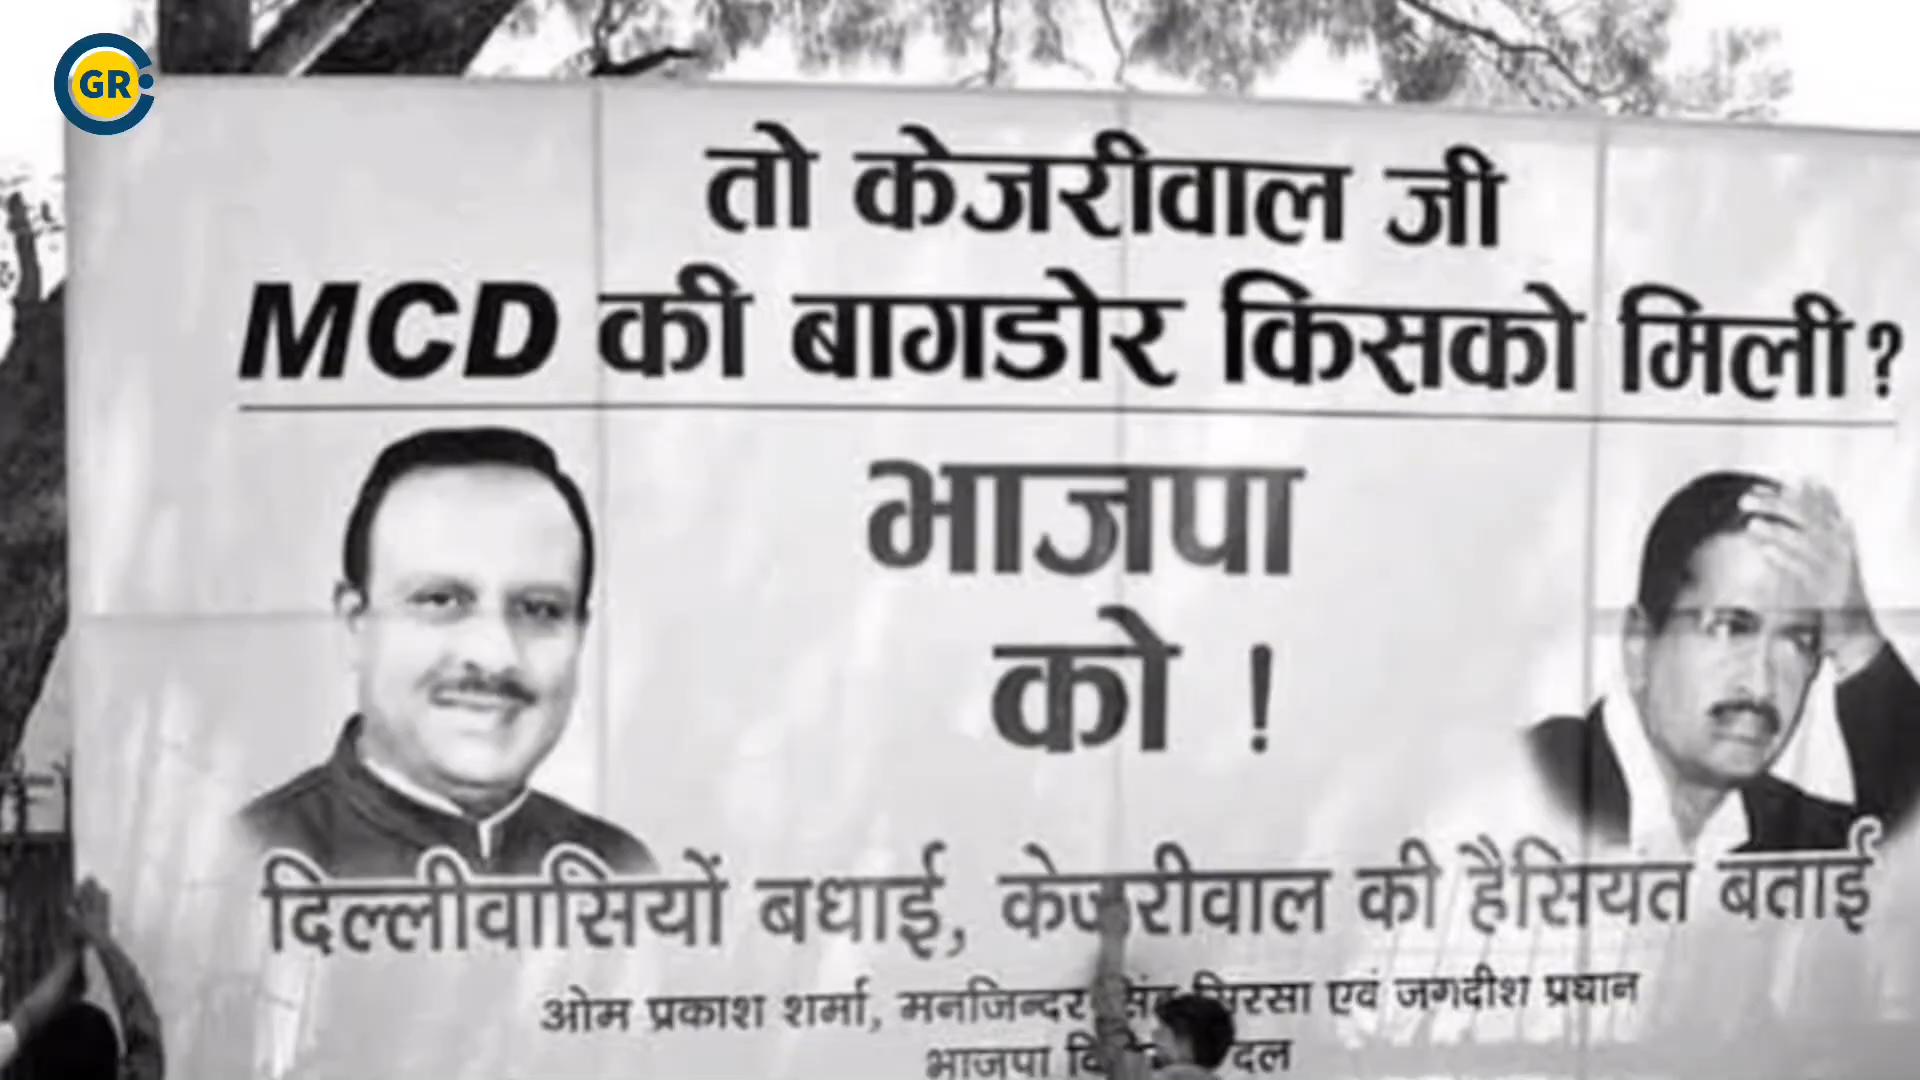 GR
तो केजरीवाल जी
MCD की बागडोर किसको मिली?
भाजपा
को !
दिल्लीवासियों बधाई, केजरीवाल की हैसियत बताई
ओम प्रकाश शर्मा, मनजिन्दर सिंह सिरसा एवं जगदीश प्रधान
भाजपा दल